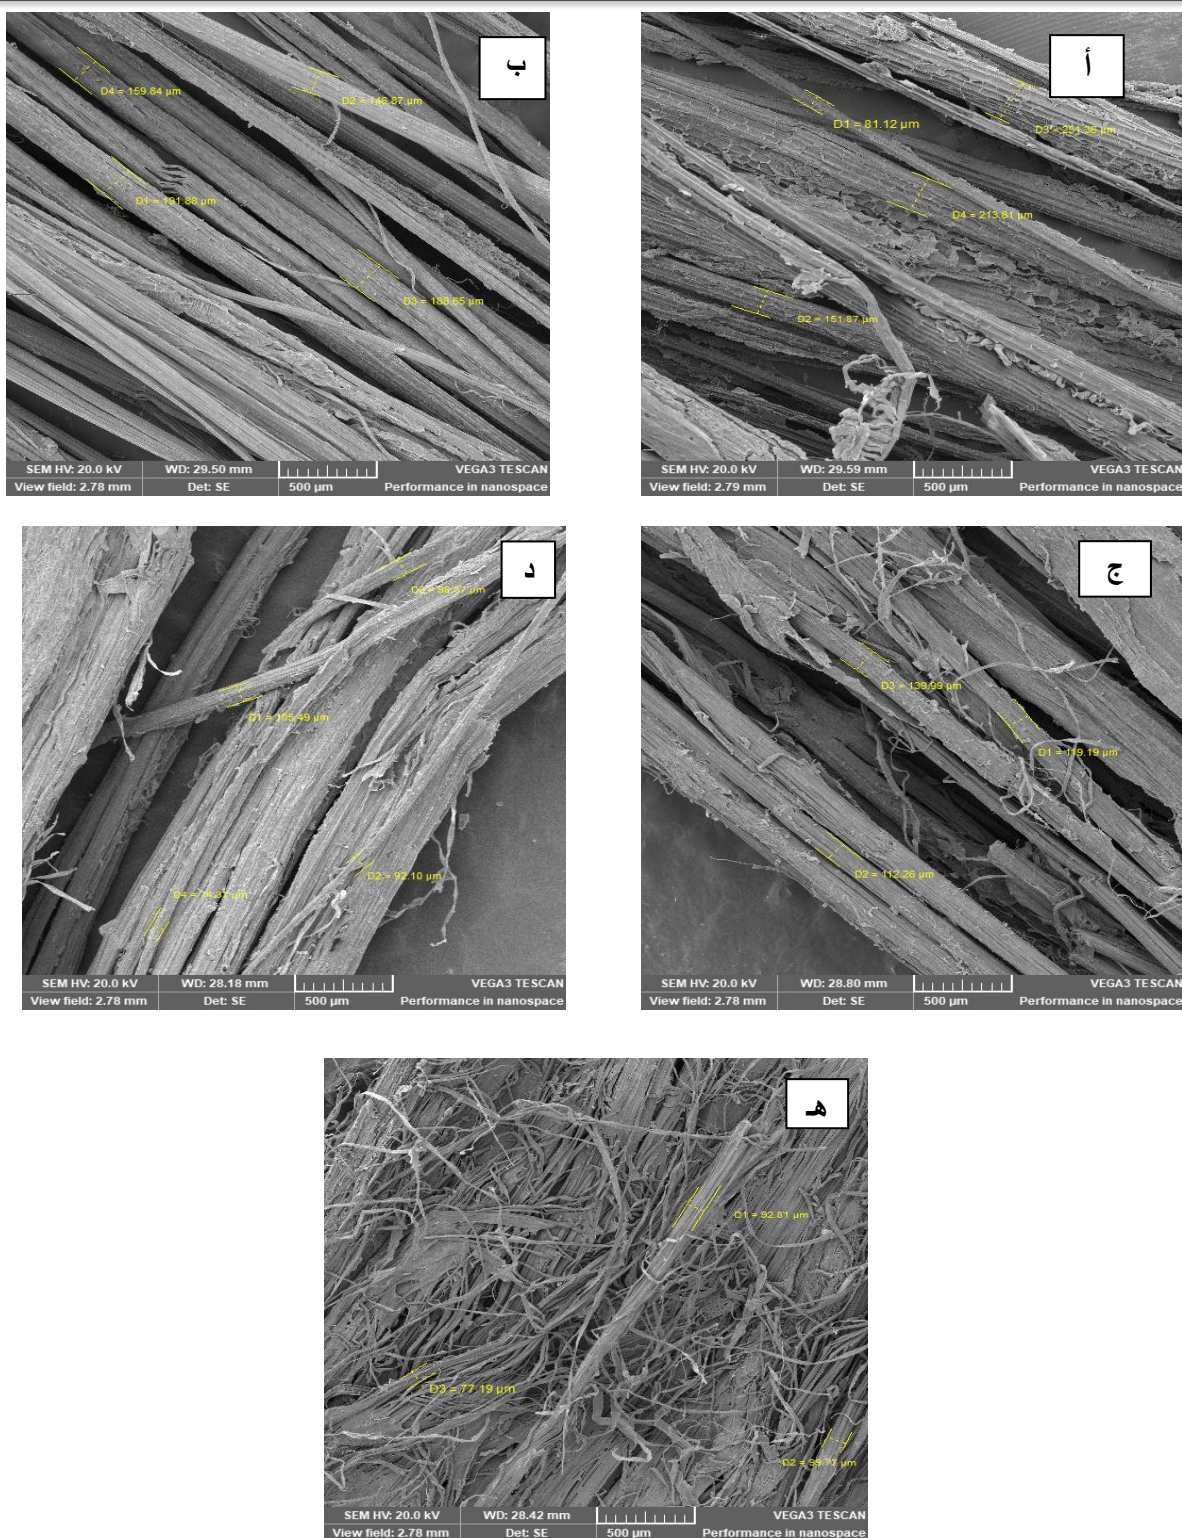 أ
D1 = 81.12 µm
D4 = 213.81 µm
D2 = 151.87 µm
SEM HV: 20.0 kV WD: 29.59 mm VEGA3 TESCAN
View field: 2.79 mm Det: SE 500 µm Performance in nanospace
ب
D4 = 159.84 µm
D2 = 146.87 µm
D1 = 191.88 µm
D3 = 188.65 µm
SEM HV: 20.0 kV WD: 29.50 mm VEGA3 TESCAN
View field: 2.78 mm Det: SE 500 µm Performance in nanospace
ج
D3 = 139.99 µm
D1 = 119.19 µm
D2 = 112.26 µm
SEM HV: 20.0 kV WD: 28.80 mm VEGA3 TESCAN
View field: 2.78 mm Det: SE 500 µm Performance in nanospace
د
D1 = 105.49 µm
D2 = 92.10 µm
SEM HV: 20.0 kV WD: 28.18 mm VEGA3 TESCAN
View field: 2.78 mm Det: SE 500 µm Performance in nanospace
هـ
D1 = 92.81 µm
D3 = 77.19 µm
D2 = 99.77 µm
SEM HV: 20.0 kV WD: 28.42 mm VEGA3 TESCAN
View field: 2.78 mm Det: SE 500 µm Performance in nanospace